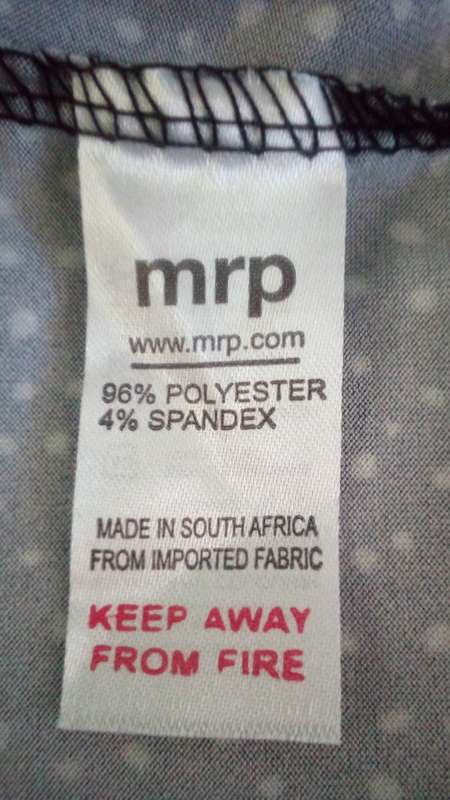 mrp
www.mrp.com
96% POLYESTER
4% SPANDEX
MADE IN SOUTH AFRICA
FROM IMPORTED FABRIC
KEEP AWAY
FROM FIRE